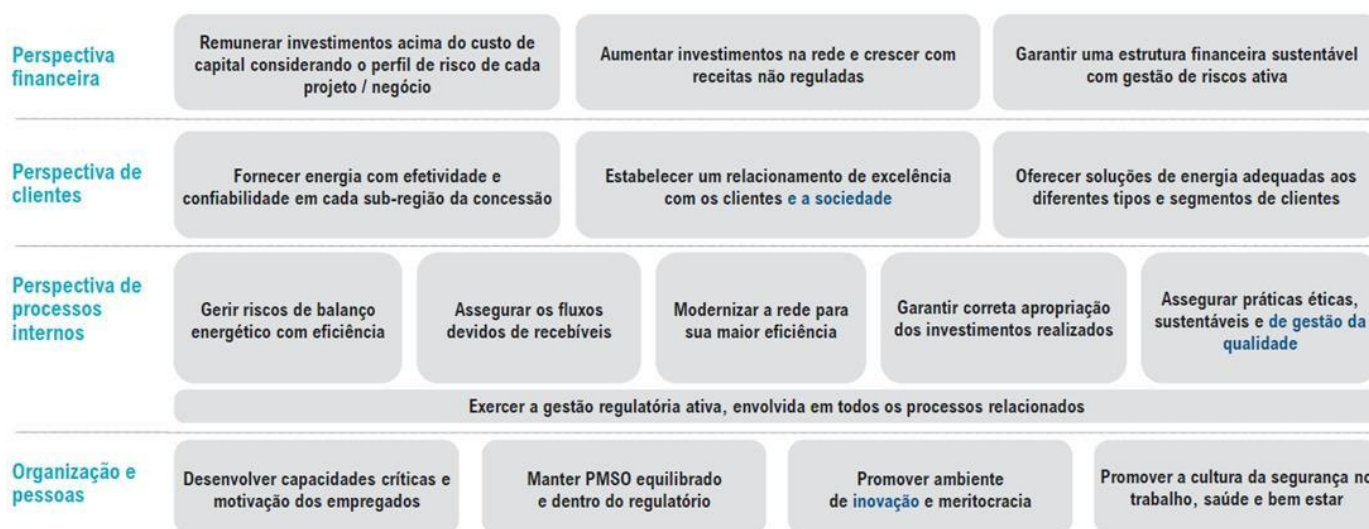 Perspectiva
financeira
Remunerar investimentos acima do custo de
capital considerando o perfil de risco de cada
projeto / negócio
Aumentar investimentos na rede e crescer com
receitas não reguladas
Garantir uma estrutura financeira sustentável
com gestão de riscos ativa
Perspectiva de
clientes
Fornecer energia com efetividade e
confiabilidade em cada sub-região da concessão
Estabelecer um relacionamento de excelência
com os clientes e a sociedade
Oferecer soluções de energia adequadas aos
diferentes tipos e segmentos de clientes
Perspectiva de
processos
internos
Gerir riscos de balanço
energético com eficiência
Assegurar os fluxos
devidos de recebíveis
Modernizar a rede para
sua maior eficiência
Garantir correta apropriação
dos investimentos realizados
Assegurar práticas éticas,
sustentáveis e de gestão da
qualidade
Exercer a gestão regulatória ativa, envolvida em todos os processos relacionados
Organização e
pessoas
Desenvolver capacidades críticas e
motivação dos empregados
Manter PMSO equilibrado
e dentro do regulatório
Promover ambiente
de inovação e meritocracia
Promover a cultura da segurança no
trabalho, saúde e bem estar